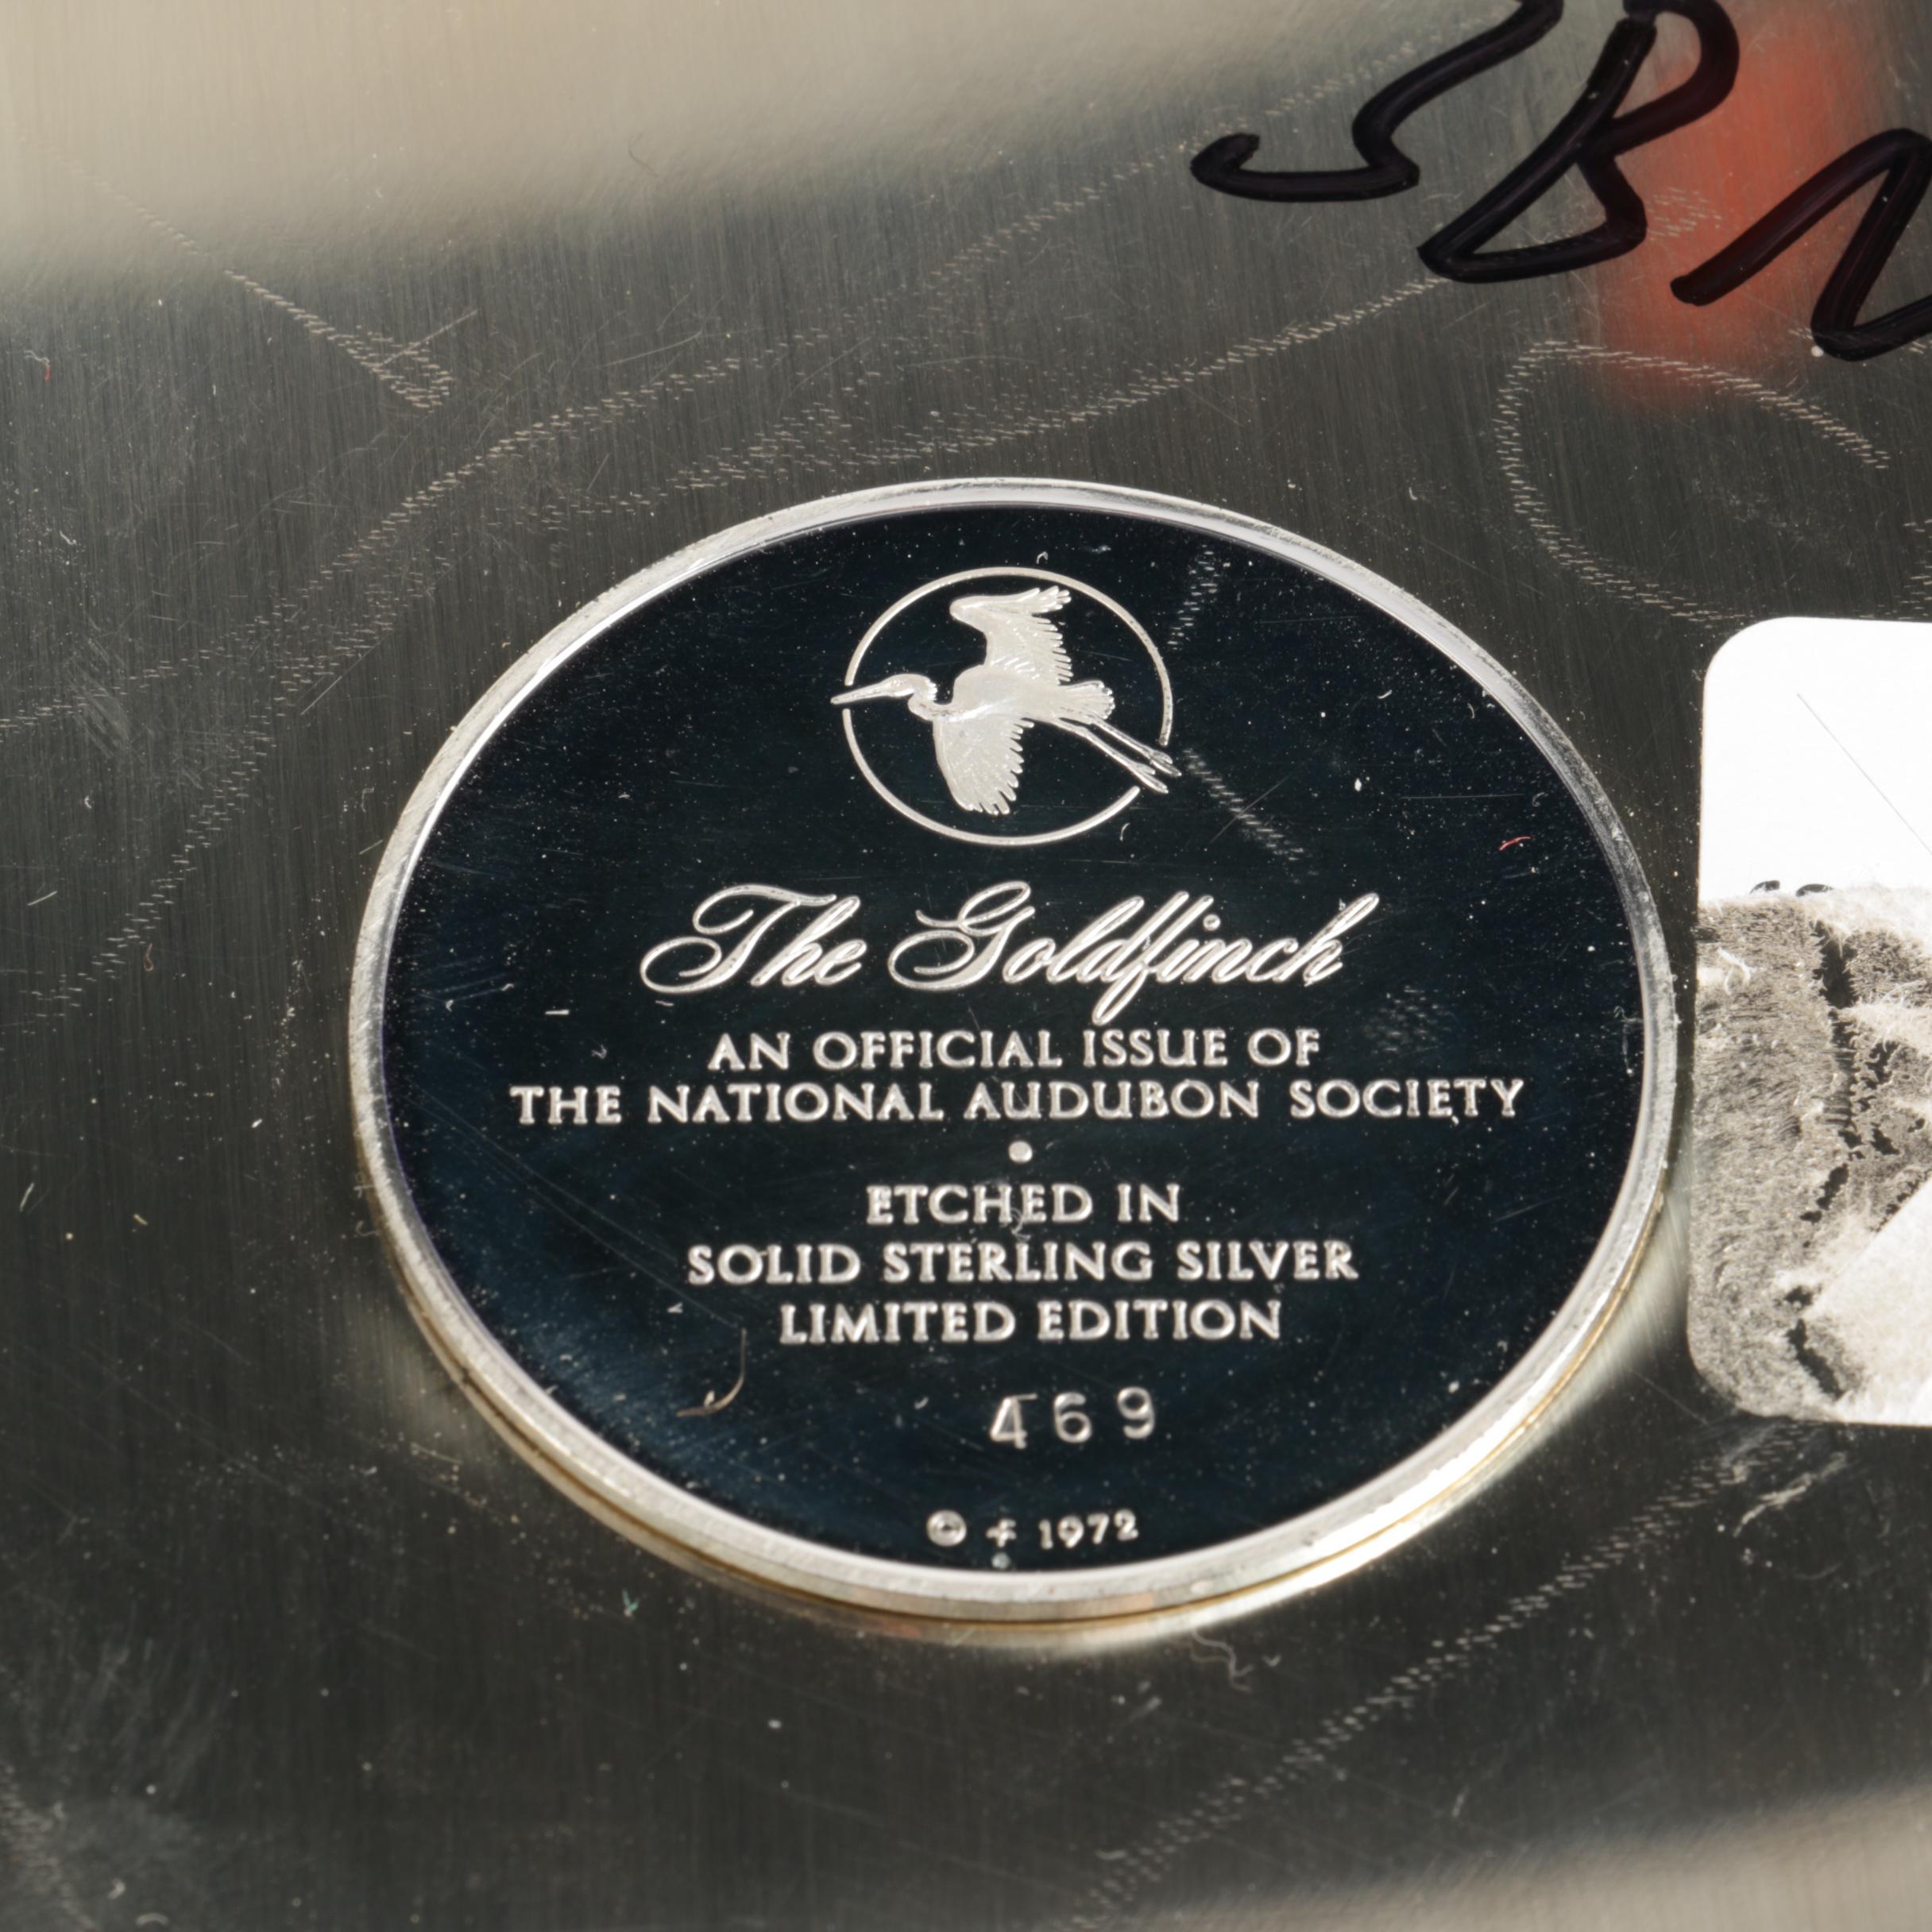 The Goldfinch
AN OFFICIAL ISSUE OF
THE NATIONAL AUDUBON SOCIETY
•
ETCHED IN
SOLID STERLING SILVER
LIMITED EDITION
469
© f 1972